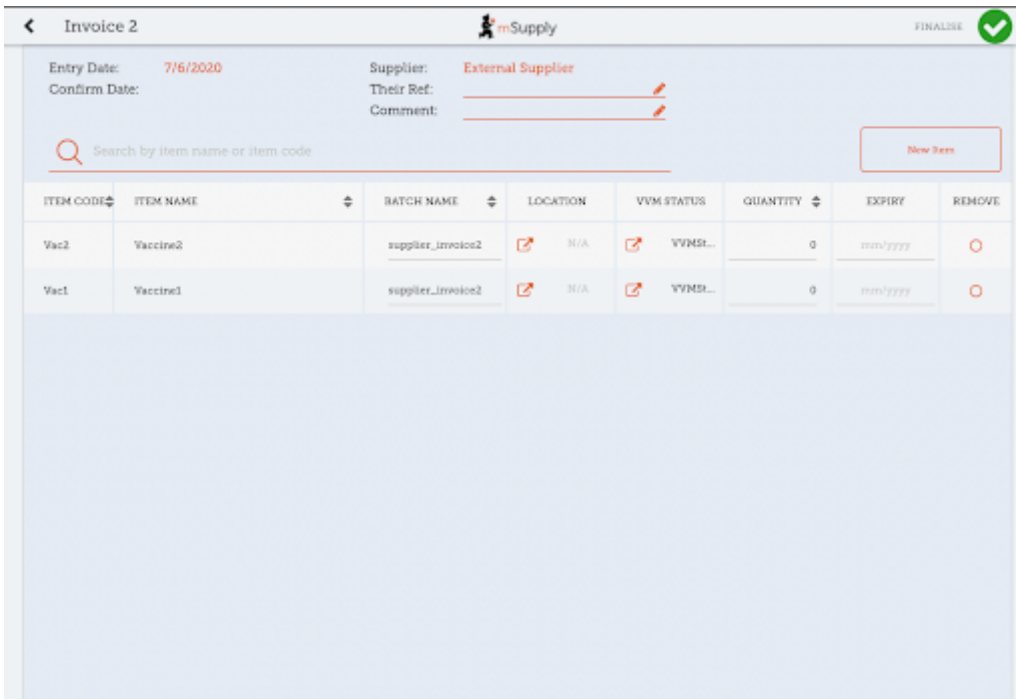 Invoice 2 mSupply FINALISE
Entry Date: 7/6/2020 Supplier: External Supplier
Confirm Date: Their Ref:
Comment:
Search by item name or item code New Item
ITEM CODE ITEM NAME BATCH NAME LOCATION VVM STATUS QUANTITY EXPIRY REMOVE
Vac2 Vaccine2 supplier_invoice2 N/A VVMSt... 0 mm/yyyy
Vac1 Vaccine1 supplier_invoice2 N/A VVMSt... 0 mm/yyyy